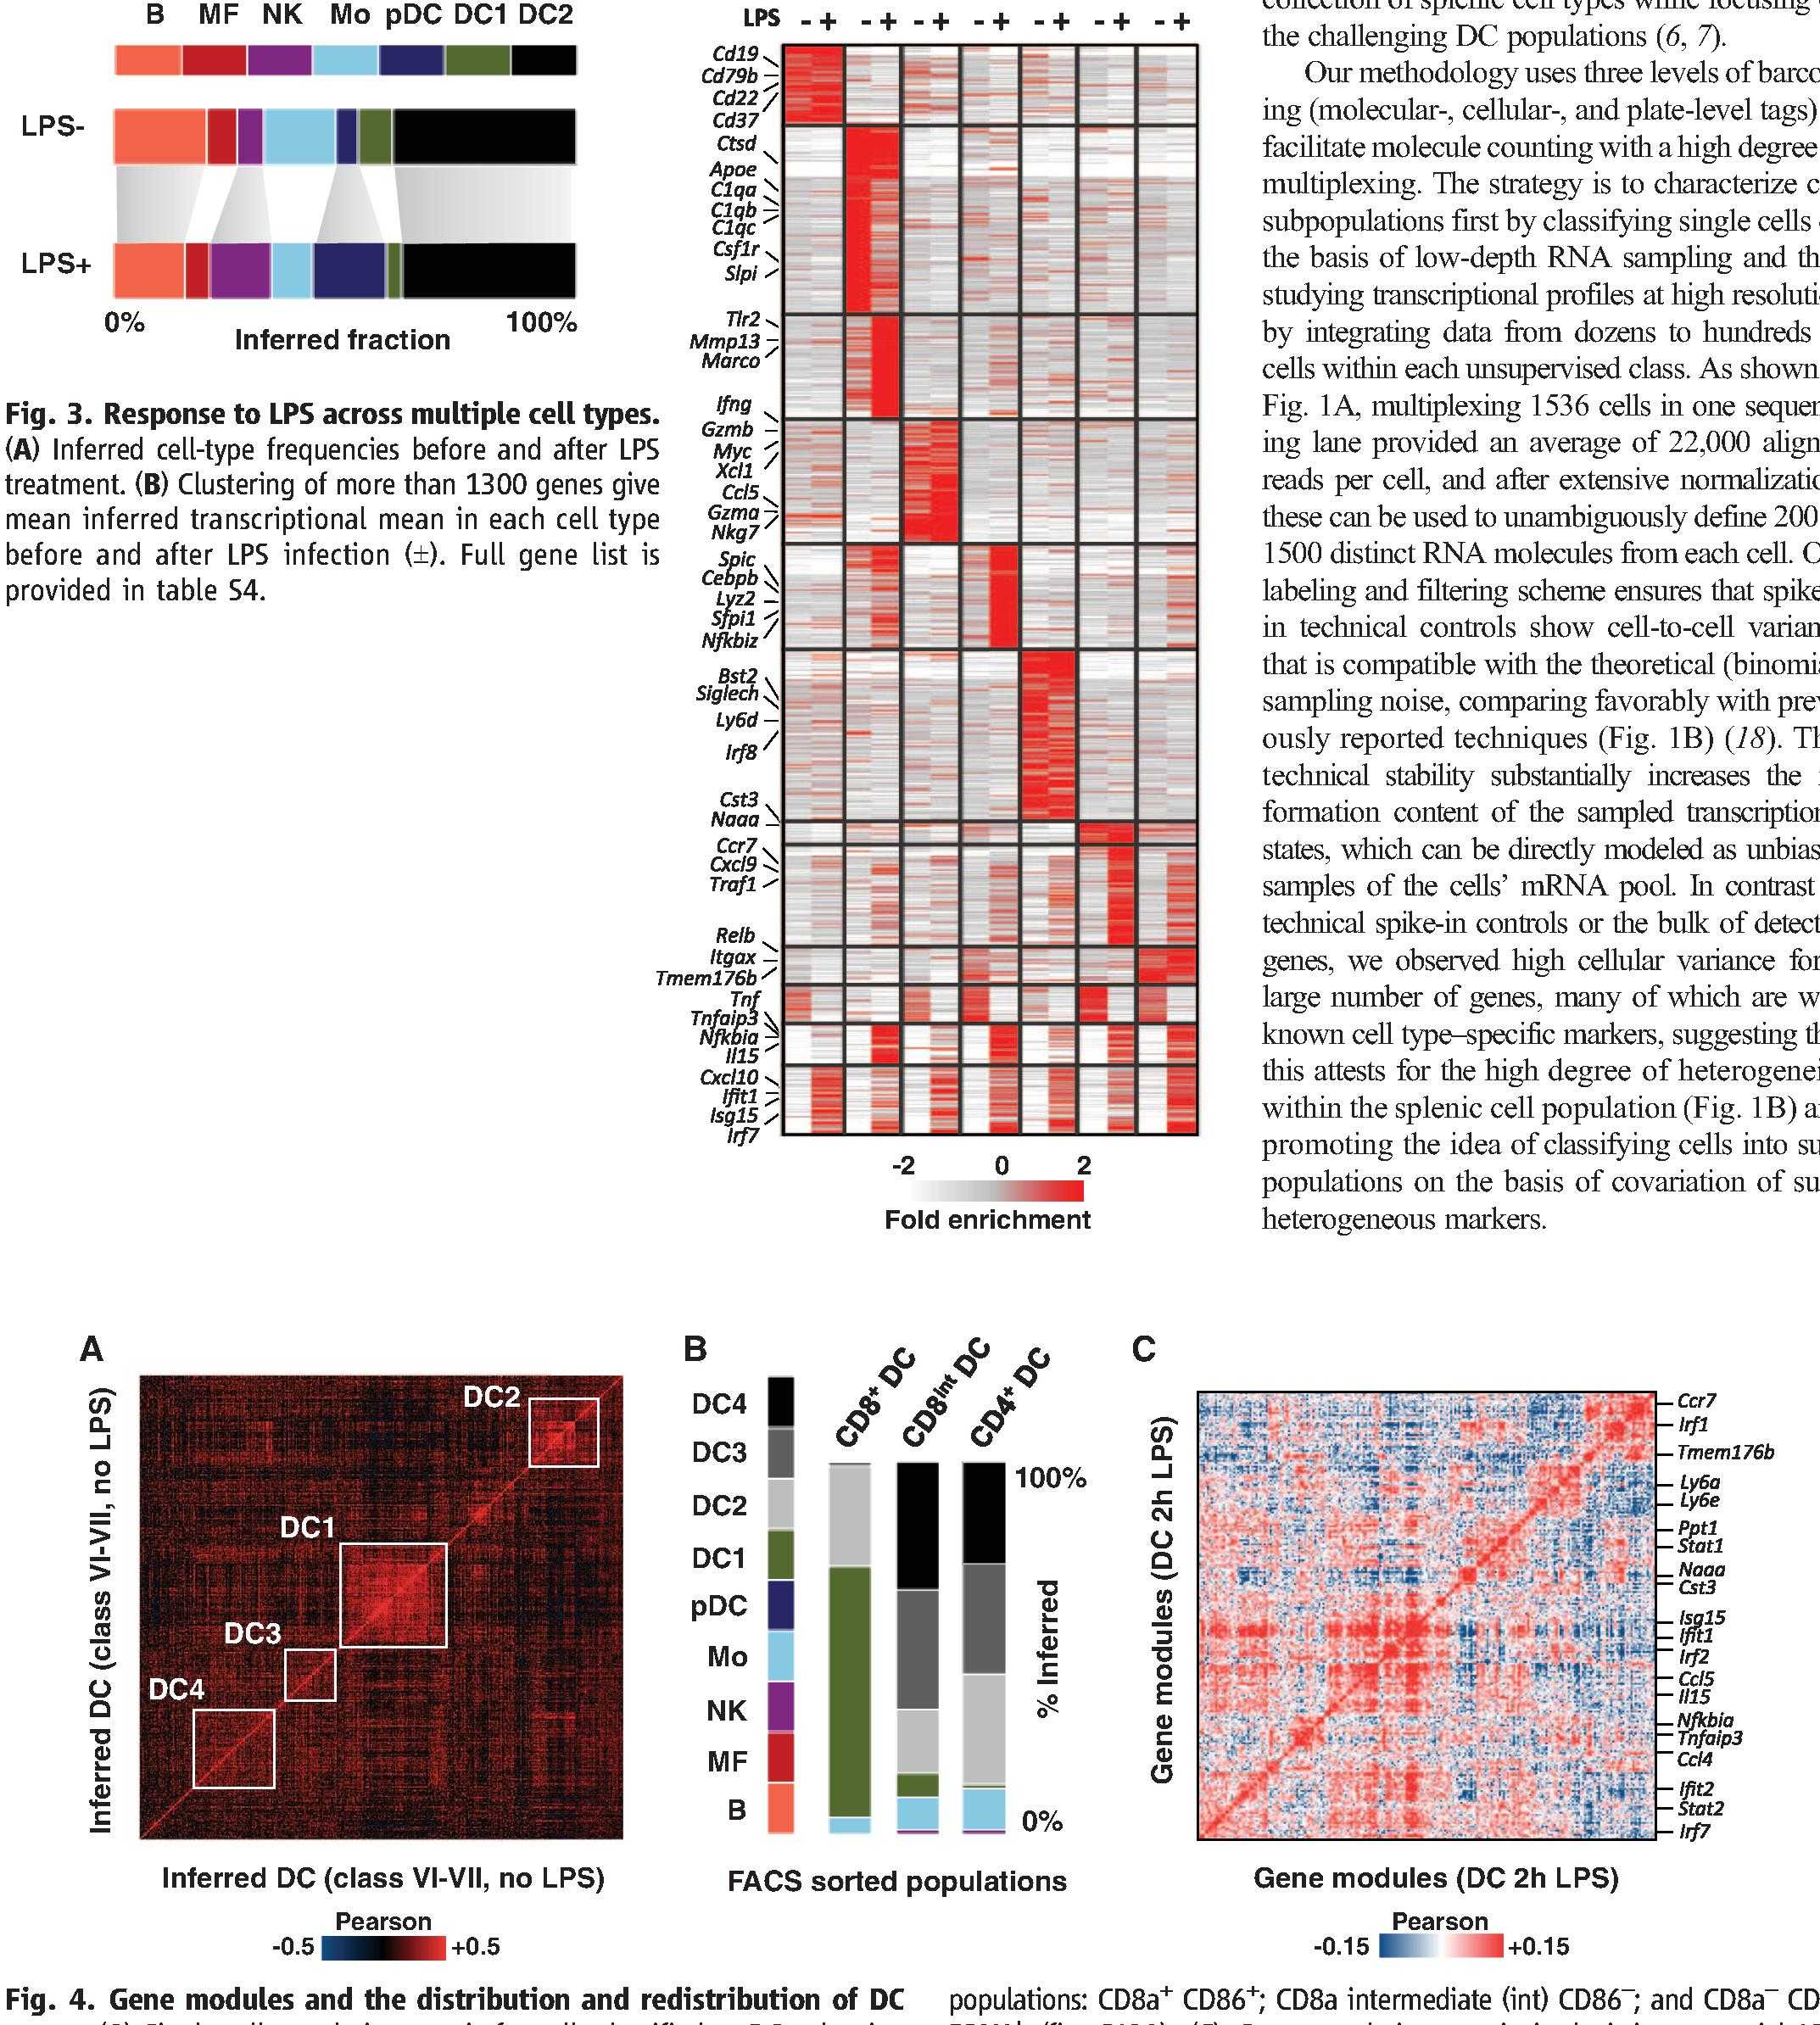 B MF NK Mo pDC DC1 DC2
LPS-
LPS+
0% 100%
Inferred fraction
Fig. 3. Response to LPS across multiple cell types.
(A) Inferred cell-type frequencies before and after LPS
treatment. (B) Clustering of more than 1300 genes give
mean inferred transcriptional mean in each cell type
before and after LPS infection (±). Full gene list is
provided in table S4.
LPS - + - + - + - + - + - + - +
Cd19
Cd79b
Cd22
Cd37
Ctsd
Apoe
C1qa
C1qb
C1qc
Csf1r
Slpi
Tlr2
Mmp13
Marco
Ifng
Gzmb
Myc
Xcl1
Ccl5
Gzma
Nkg7
Spic
Cebpb
Lyz2
Sfpi1
Nfkbiz
Bst2
Siglech
Ly6d
Irf8
Cst3
Naaa
Ccr7
Cxcl9
Traf1
Relb
Itgax
Tmem176b
Tnf
Tnfaip3
Nfkbia
Il15
Cxcl10
Ifit1
Isg15
Irf7
-2 0 2
Fold enrichment
the challenging DC populations (6, 7).
Our methodology uses three levels of barco
ing (molecular-, cellular-, and plate-level tags)
facilitate molecule counting with a high degree
multiplexing. The strategy is to characterize c
subpopulations first by classifying single cells
the basis of low-depth RNA sampling and th
studying transcriptional profiles at high resoluti
by integrating data from dozens to hundreds
cells within each unsupervised class. As shown
Fig. 1A, multiplexing 1536 cells in one sequen
ing lane provided an average of 22,000 align
reads per cell, and after extensive normalizatio
these can be used to unambiguously define 200
1500 distinct RNA molecules from each cell. O
labeling and filtering scheme ensures that spike
in technical controls show cell-to-cell varian
that is compatible with the theoretical (binomia
sampling noise, comparing favorably with prev
ously reported techniques (Fig. 1B) (18). Th
technical stability substantially increases the
formation content of the sampled transcription
states, which can be directly modeled as unbias
samples of the cells' mRNA pool. In contrast
technical spike-in controls or the bulk of detect
genes, we observed high cellular variance for
large number of genes, many of which are w
known cell type–specific markers, suggesting th
this attests for the high degree of heterogenei
within the splenic cell population (Fig. 1B) a
promoting the idea of classifying cells into su
populations on the basis of covariation of su
heterogeneous markers.
A
DC2
DC1
DC3
DC4
Inferred DC (class VI-VII, no LPS)
Inferred DC (class VI-VII, no LPS)
Pearson
-0.5 +0.5
B
DC4
DC3
DC2
DC1
pDC
Mo
NK
MF
B
CD8+ DC
CD8int DC
CD4+ DC
100%
% Inferred
0%
FACS sorted populations
C
Gene modules (DC 2h LPS)
Ccr7
Irf1
Tmem176b
Ly6a
Ly6e
Ppt1
Stat1
Naaa
Cst3
Isg15
Ifit1
Irf2
Ccl5
Il15
Nfkbia
Tnfaip3
Ccl4
Ifit2
Stat2
Irf7
Gene modules (DC 2h LPS)
Pearson
-0.15 +0.15
Fig. 4. Gene modules and the distribution and redistribution of DC
populations: CD8a+ CD86+; CD8a intermediate (int) CD86−; and CD8a− CD